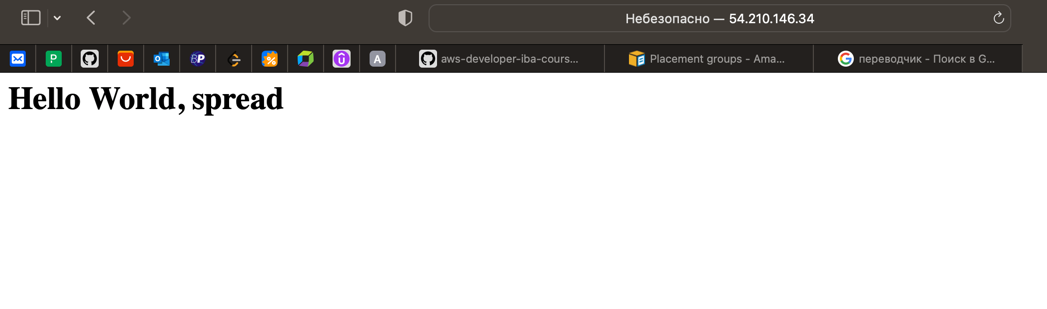 Небезопасно — 54.210.146.34
P
BP
A
aws-developer-iba-cours...
Placement groups - Ama...
переводчик - Поиск в G...
Hello World, spread